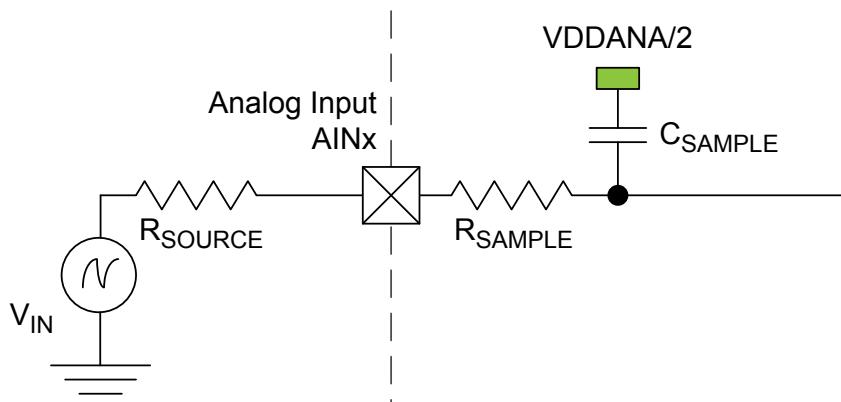 VDDANA/2
Analog Input
AINx
CSAMPLE
RSOURCE
RSAMPLE
VIN